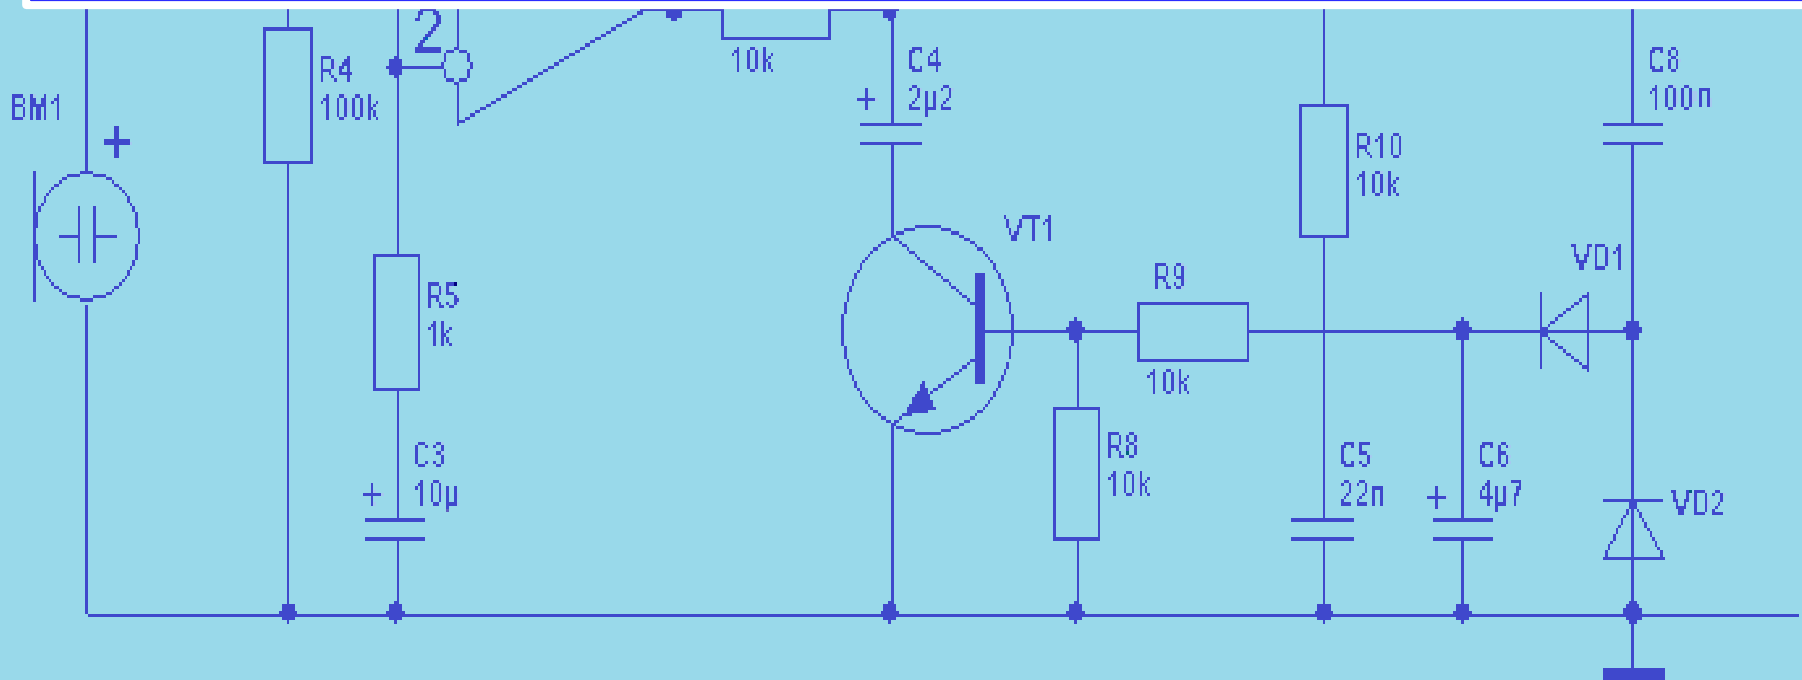 2
R4
100k
10k
C4
+
2µ2
C8
100n
BM1
+
R10
10k
VT1
VD1
R9
10k
R5
1k
R8
10k
C3
+
10µ
C5
22n
C6
+
4µ7
VD2